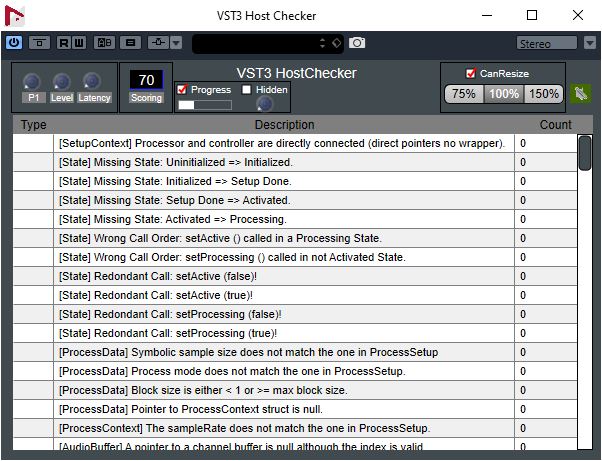 VST3 Host Checker
R W
Stereo
VST3 HostChecker
P1 Level Latency
70
Scoring
Progress Hidden
CanResize
75% 100% 150%
Type Description Count
[SetupContext] Processor and controller are directly connected (direct pointers no wrapper). 0
[State] Missing State: Uninitialized => Initialized. 0
[State] Missing State: Initialized => Setup Done. 0
[State] Missing State: Setup Done => Activated. 0
[State] Missing State: Activated => Processing. 0
[State] Wrong Call Order: setActive () called in a Processing State. 0
[State] Wrong Call Order: setProcessing () called in not Activated State. 0
[State] Redondant Call: setActive (false)! 0
[State] Redondant Call: setActive (true)! 0
[State] Redondant Call: setProcessing (false)! 0
[State] Redondant Call: setProcessing (true)! 0
[ProcessData] Symbolic sample size does not match the one in ProcessSetup 0
[ProcessData] Process mode does not match the one in ProcessSetup. 0
[ProcessData] Block size is either < 1 or >= max block size. 0
[ProcessData] Pointer to ProcessContext struct is null. 0
[ProcessContext] The sampleRate does not match the one in ProcessSetup. 0
[AudioBuffer] A pointer to a channel buffer is null although the index is valid 0